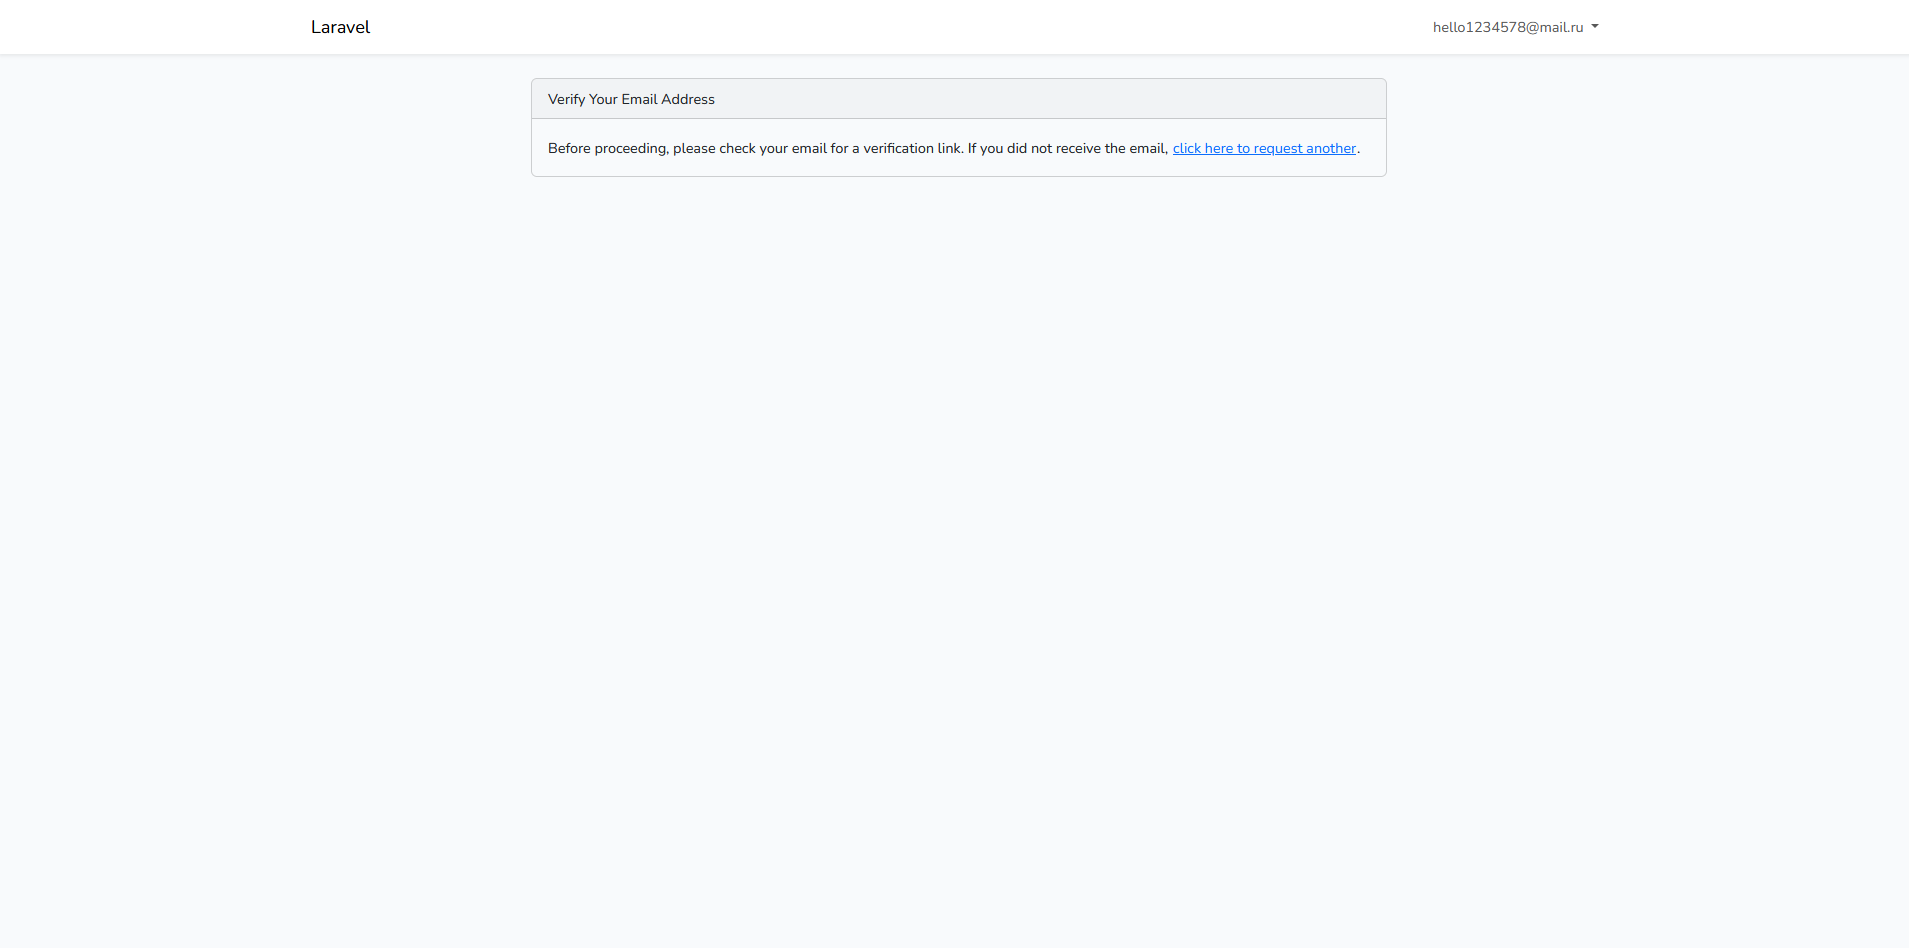 Laravel
hello1234578@mail.ru
Verify Your Email Address
Before proceeding, please check your email for a verification link. If you did not receive the email, click here to request another.